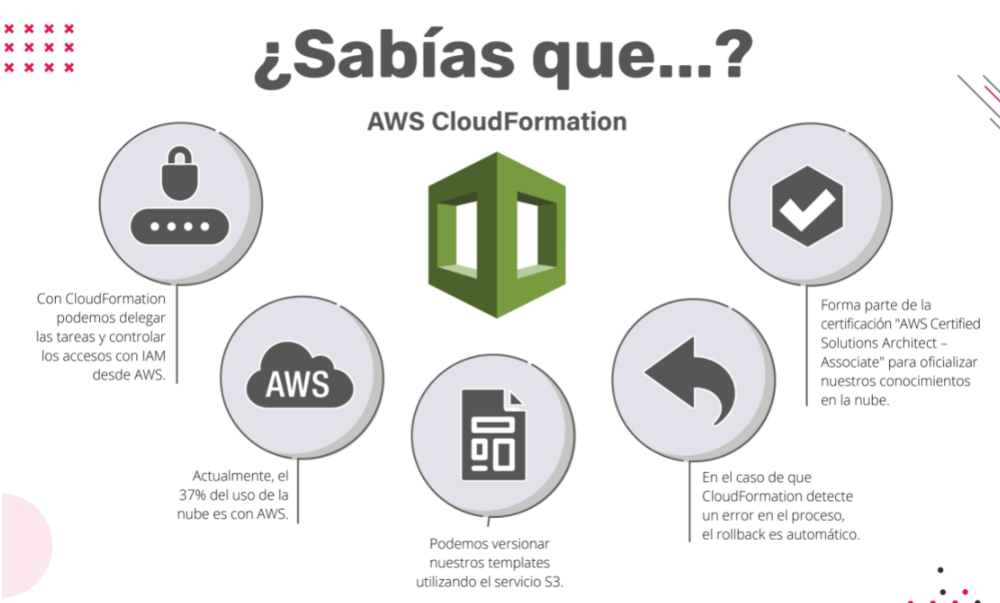 ¿Sabías que...?
AWS CloudFormation
Con CloudFormation
podemos delegar
las tareas y controlar
los accesos con IAM
desde AWS.
AWS
Actualmente, el
37% del uso de la
nube es con AWS.
Podemos versionar
nuestros templates
utilizando el servicio S3.
En el caso de que
CloudFormation detecte
un error en el proceso,
el rollback es automático.
Forma parte de la
certificación "AWS Certified
Solutions Architect –
Associate" para oficializar
nuestros conocimientos
en la nube.